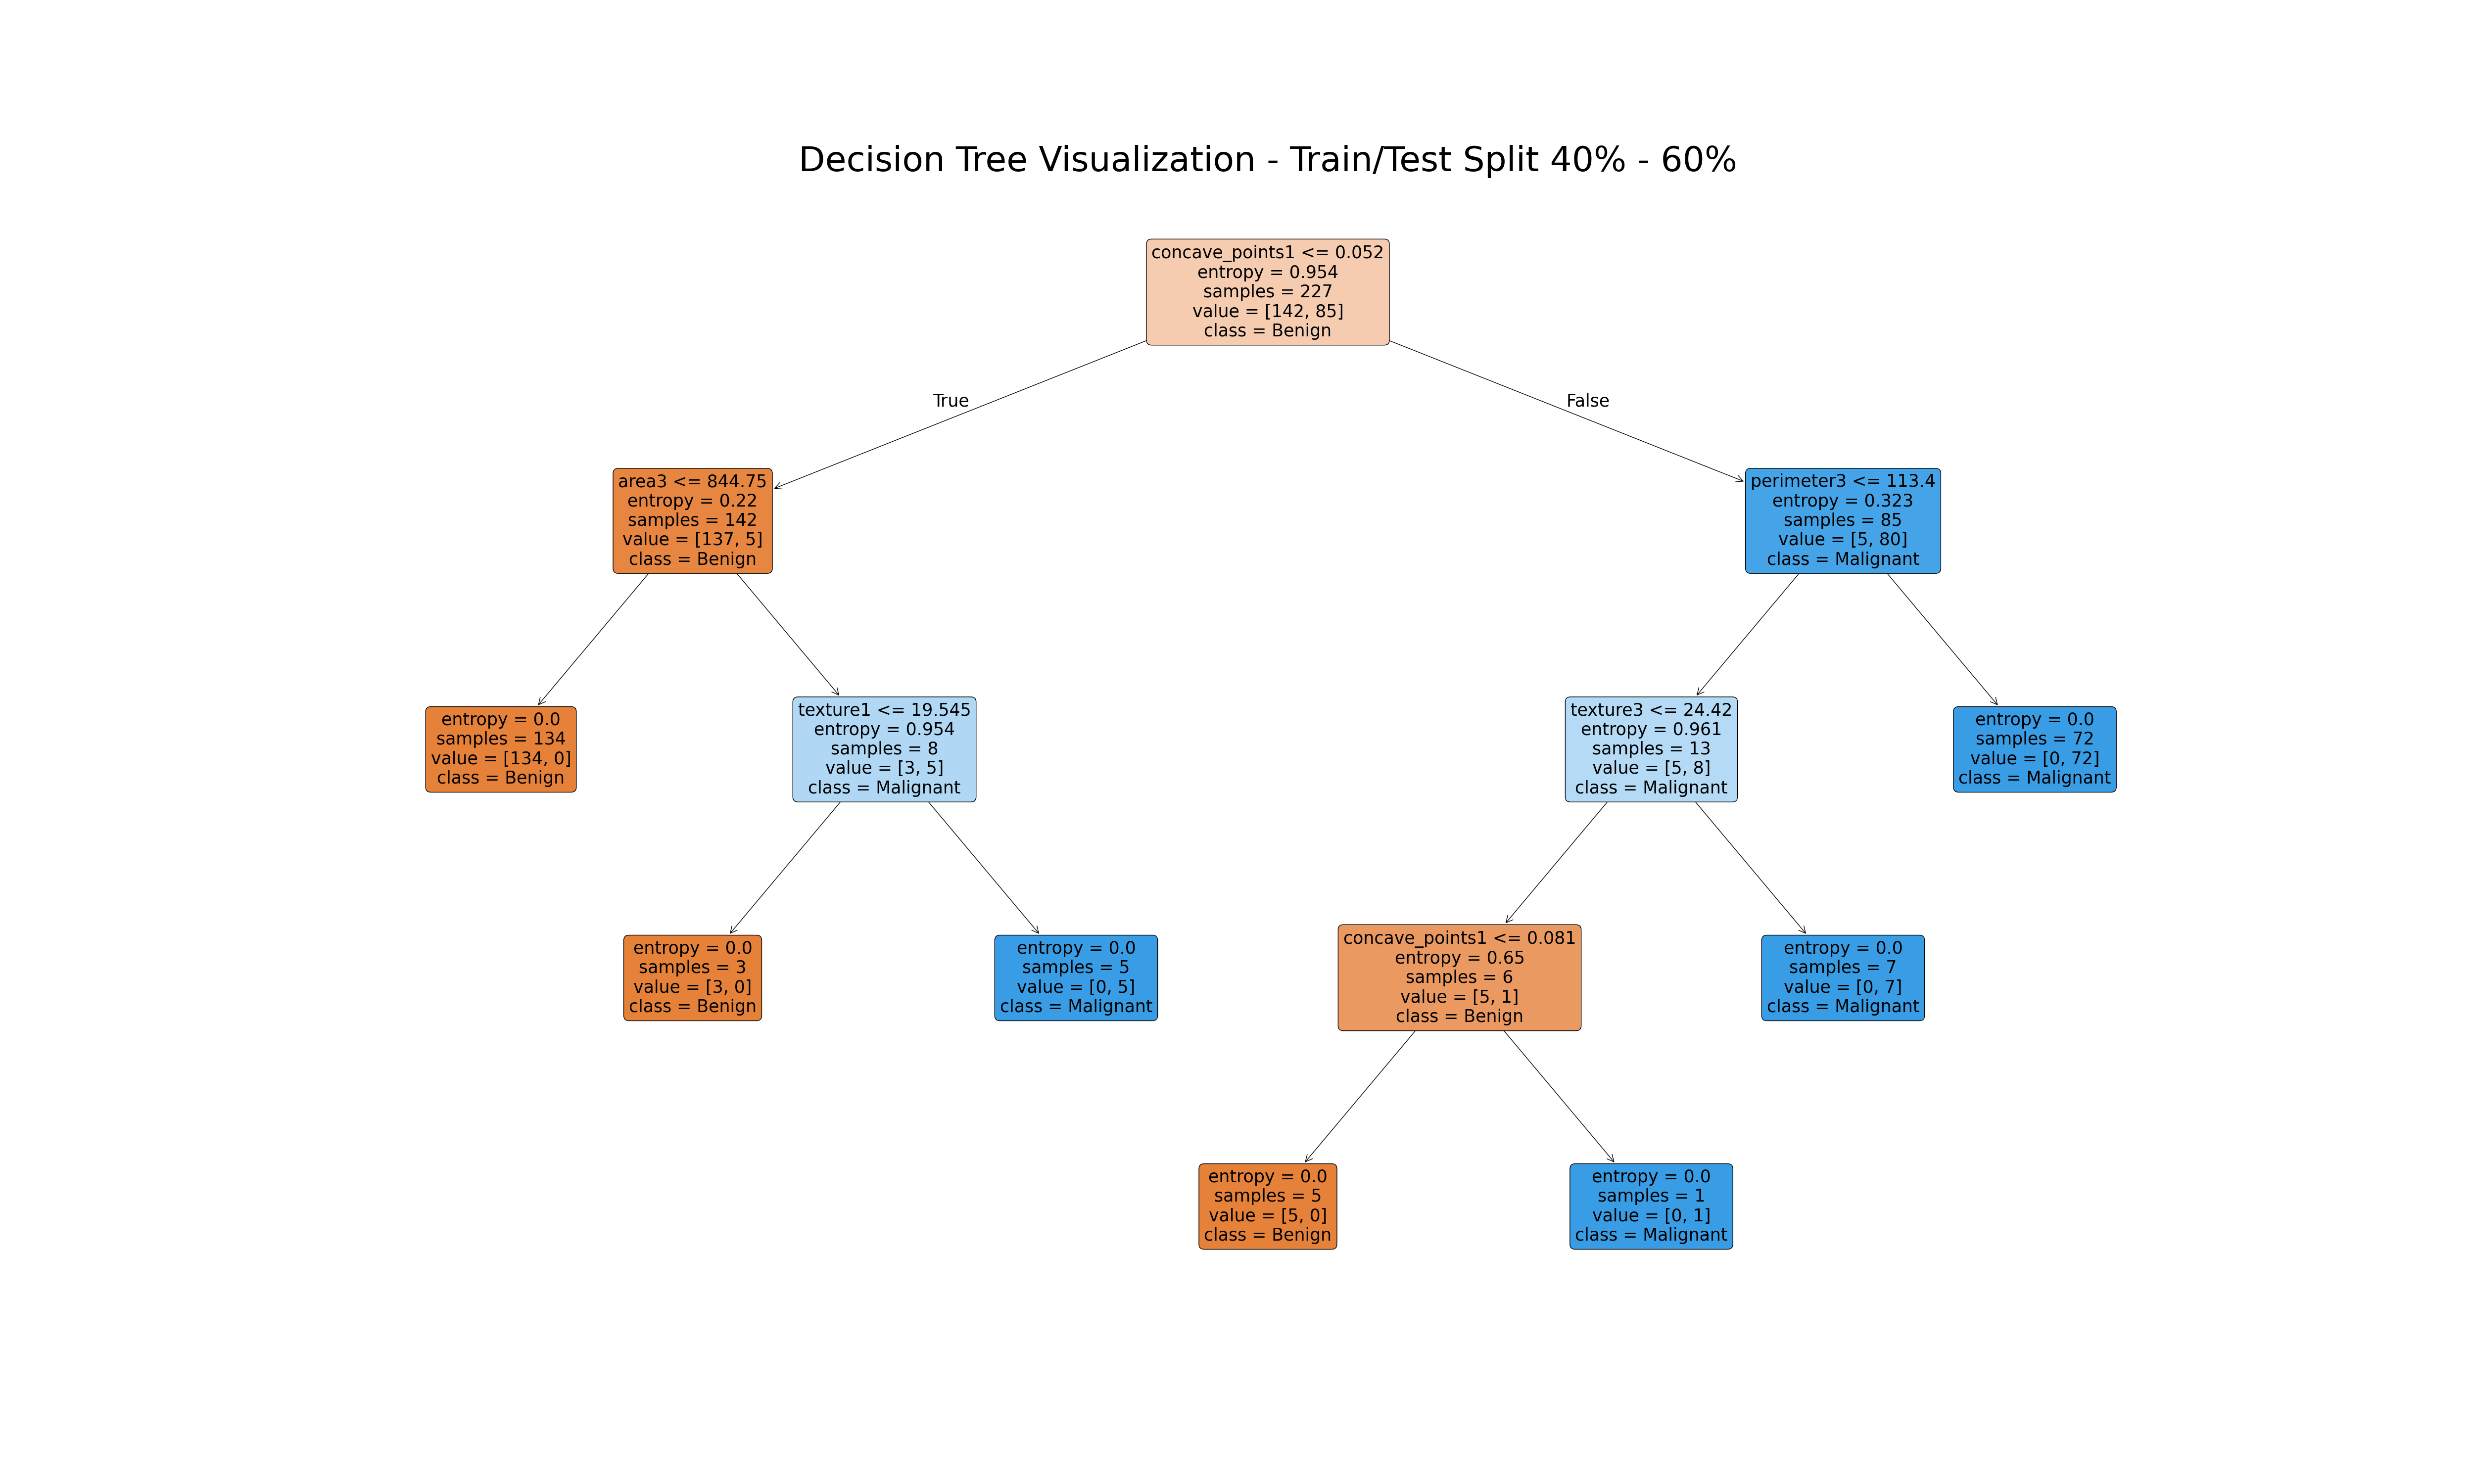 Decision Tree Visualization - Train/Test Split 40% - 60%
concave_points1 <= 0.052
entropy = 0.954
samples = 227
value = [142, 85]
class = Benign
True
False
area3 <= 844.75
entropy = 0.22
samples = 142
value = [137, 5]
class = Benign
perimeter3 <= 113.4
entropy = 0.323
samples = 85
value = [5, 80]
class = Malignant
entropy = 0.0
samples = 134
value = [134, 0]
class = Benign
texture1 <= 19.545
entropy = 0.954
samples = 8
value = [3, 5]
class = Malignant
texture3 <= 24.42
entropy = 0.961
samples = 13
value = [5, 8]
class = Malignant
entropy = 0.0
samples = 72
value = [0, 72]
class = Malignant
entropy = 0.0
samples = 3
value = [3, 0]
class = Benign
entropy = 0.0
samples = 5
value = [0, 5]
class = Malignant
concave_points1 <= 0.081
entropy = 0.65
samples = 6
value = [5, 1]
class = Benign
entropy = 0.0
samples = 7
value = [0, 7]
class = Malignant
entropy = 0.0
samples = 5
value = [5, 0]
class = Benign
entropy = 0.0
samples = 1
value = [0, 1]
class = Malignant